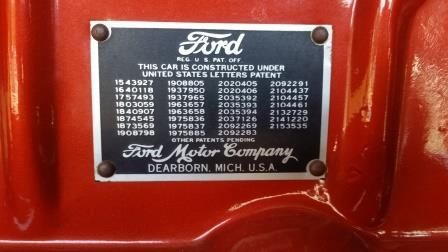 Ford
REG. U. S. PAT. OFF
THIS CAR IS CONSTRUCTED UNDER
UNITED STATES LETTERS PATENT
1543927 1908805 2020405 2092291
1640118 1937950 2020406 2104437
1757493 1937965 2035392 2104457
1803059 1963657 2035393 2104461
1840907 1963658 2035394 2132729
1874545 1975836 2037126 2141220
1873569 1975837 2092269 2153535
1908798 1975885 2092283
OTHER PATENTS PENDING
Ford Motor Company
DEARBORN, MICH. U.S.A.